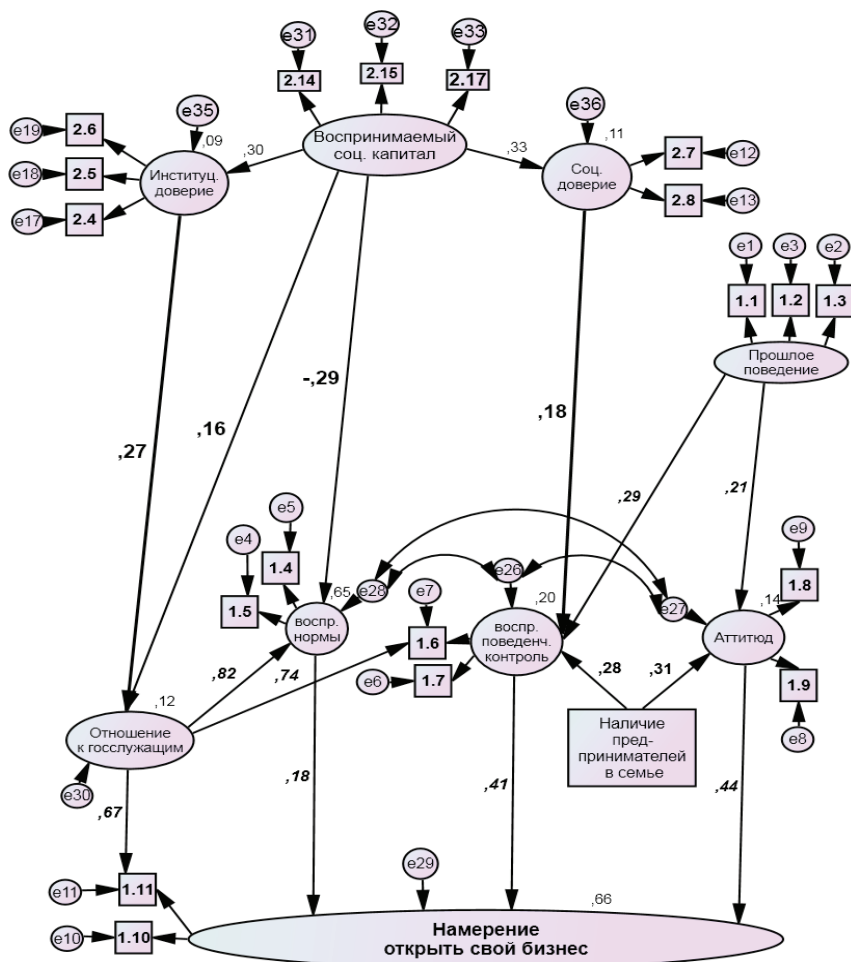 e31
e32
e33
2.14
2.15
2.17
e35
e36
e19
2.6
,09
,30
Воспринимаемый
соц. капитал
,33
,11
2.7
e12
e18
2.5
Институц.
доверие
Соц.
доверие
e17
2.4
2.8
e13
e1
e3
e2
1.1
1.2
1.3
Прошлое
поведение
-,29
,18
,27
,16
,29
,21
e5
e4
1.4
e9
1.5
,65
e28
e26
e7
,20
e27
,14
1.8
воспр.
нормы
1.6
воспр.
поведенч.
контроль
Аттитюд
e6
1.7
,82
,74
,28
,31
1.9
e8
,12
Отношение
к госслужащим
Наличие
пред-
принимателей
в семье
e30
,67
,18
,41
,44
e29
e11
1.11
,66
e10
1.10
Намерение
открыть свой бизнес